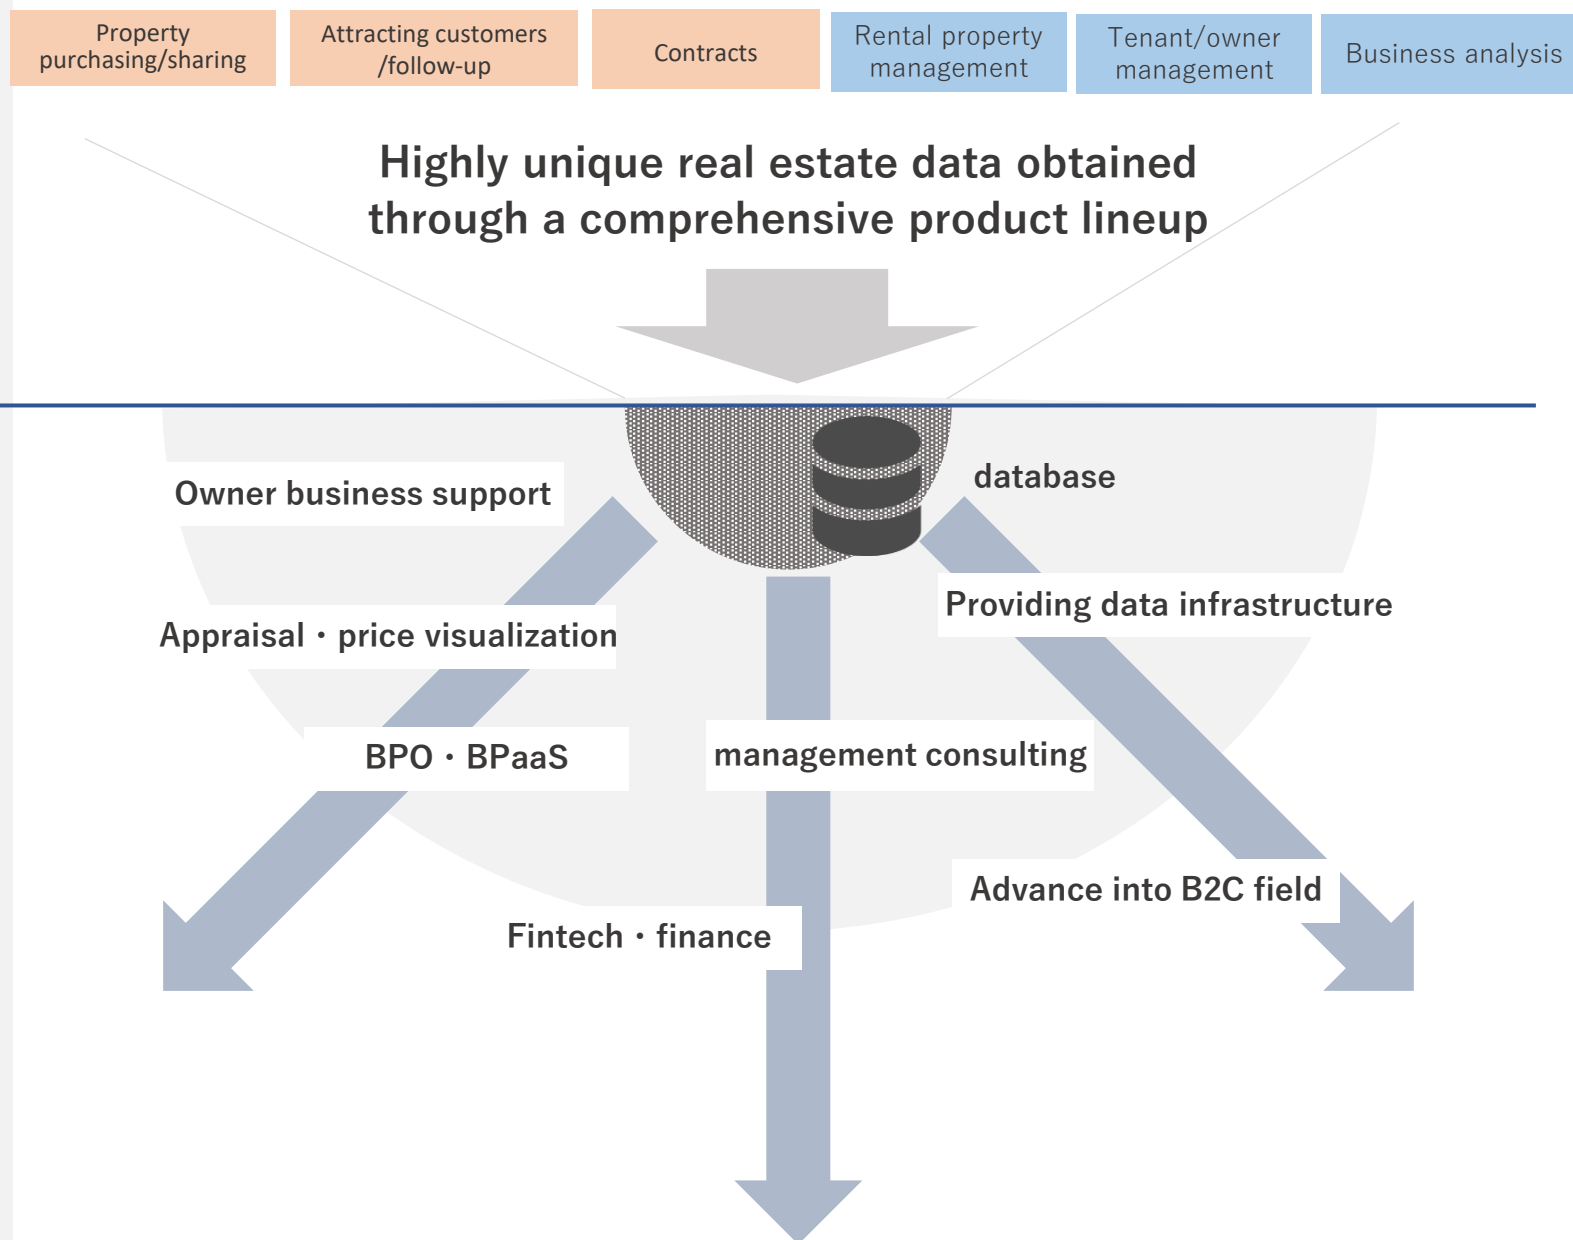 Property
purchasing/sharing
Attracting customers
/follow-up
Contracts
Rental property
management
Tenant/owner
management
Business analysis
Highly unique real estate data obtained
through a comprehensive product lineup
database
Owner business support
Providing data infrastructure
Appraisal・price visualization
BPO・BPaaS
management consulting
Advance into B2C field
Fintech・finance